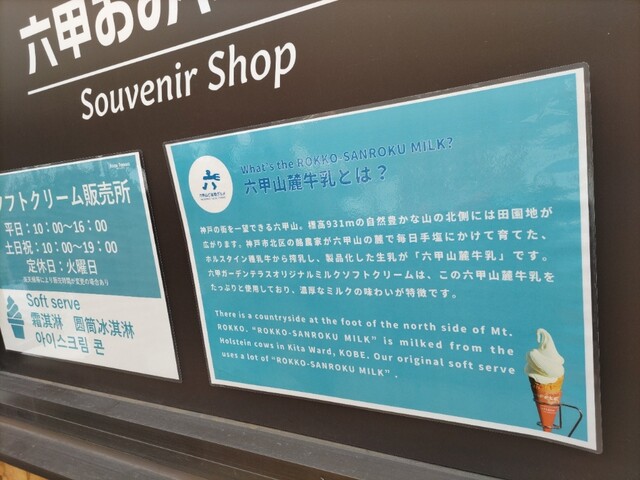 六甲おみ
Souvenir Shop
ソフトクリーム販売所
平日：10：00～16：00
土日祝：10：00～19：00
定休日：火曜日
Soft serve
霜淇淋 圓筒冰淇淋
아이스크림 콘
What's the ROKKO-SANROKU MILK?
六甲山麓牛乳とは？
神戸の街を一望できる六甲山。標高931mの自然豊かな山の北側には田園地が
広がります。神戸市北区の酪農家が六甲山の麓で毎日手塩にかけて育てた、
ホルスタイン種乳牛から搾乳し、製品化した生乳が「六甲山麓牛乳」です。
六甲ガーデンテラスオリジナルミルクソフトクリームは、この六甲山麓牛乳を
たっぷりと使用しており、濃厚なミルクの味わいが特徴です。
There is a countryside at the foot of the north side of Mt.
ROKKO. "ROKKO-SANROKU MILK" is milked from the
Holstein cows in Kita Ward, KOBE. Our original soft serve
uses a lot of "ROKKO-SANROKU MILK" .